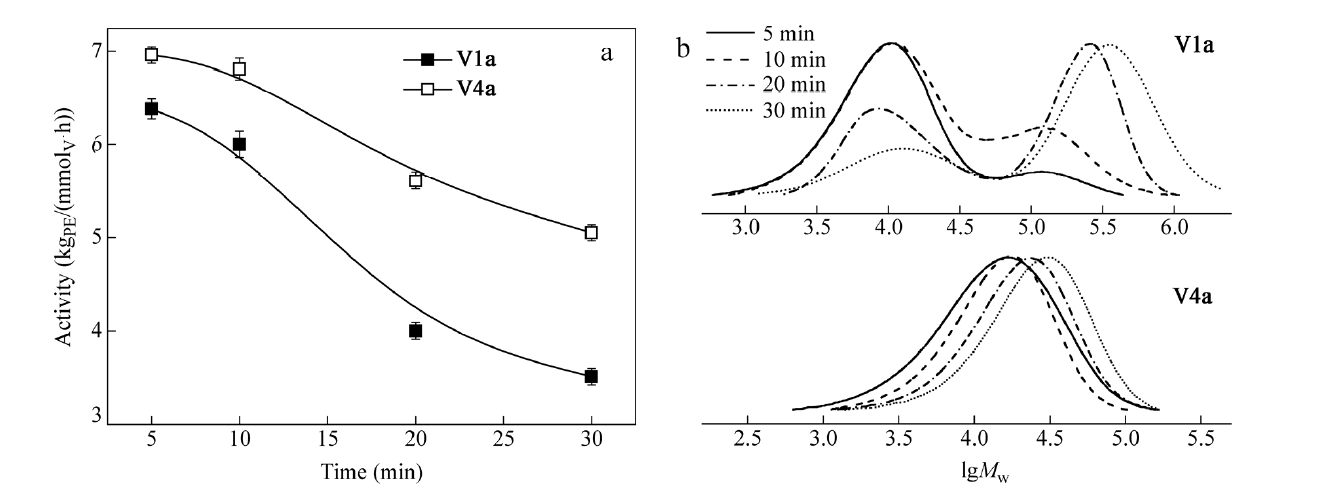 a
V1a
V4a
7
6
5
4
3
Activity (kgPE/(mmolV·h))
5
10
15
20
25
30
Time (min)
b
5 min
10 min
20 min
30 min
V1a
3.0 3.5 4.0 4.5 5.0 5.5 6.0
V4a
2.5 3.0 3.5 4.0 4.5 5.0 5.5
lgMw